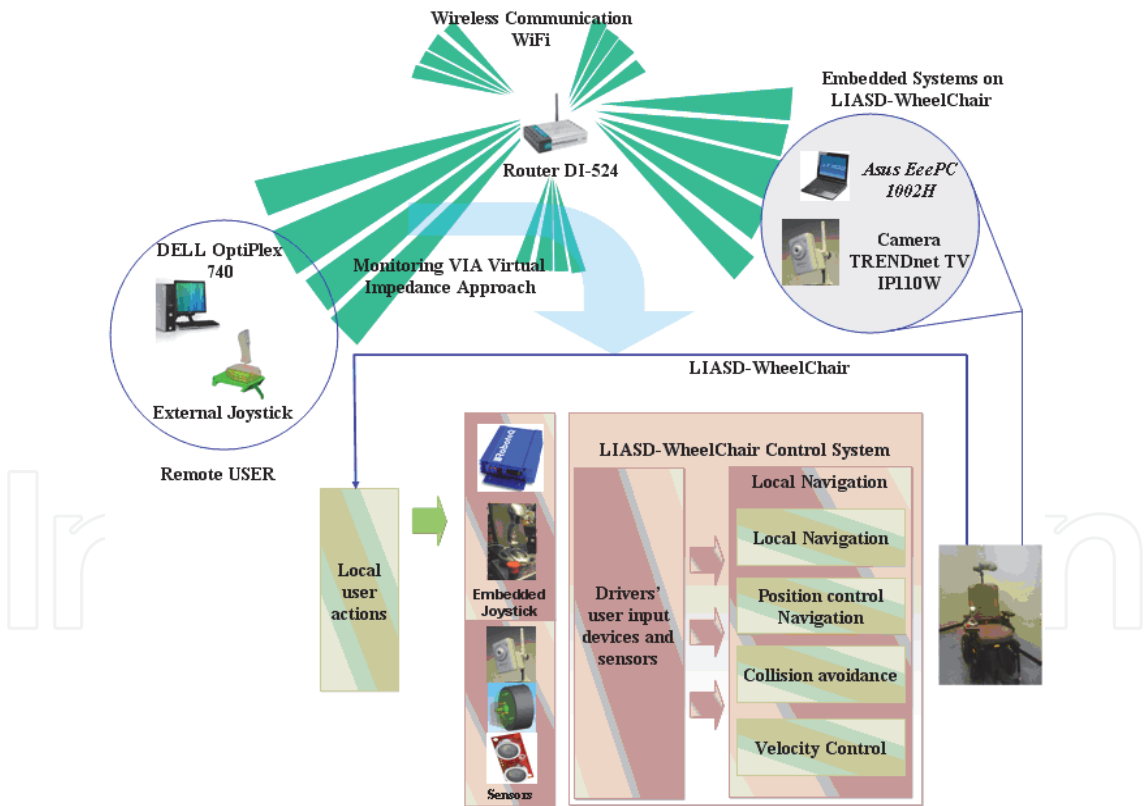 Wireless Communication
WiFi
Embedded Systems on
LIASD-WheelChair
Router DI-524
Asus EeePC
1002H
Camera
TRENDnet TV
IP110W
DELL OptiPlex
740
Monitoring VIA Virtual
Impedance Approach
External Joystick
Remote USER
LIASD-WheelChair
LIASD-WheelChair Control System
RoboteQ
Local
user
actions
Embedded
Joystick
Sensors
Drivers'
user input
devices and
sensors
Local Navigation
Local Navigation
Position control
Navigation
Collision avoidance
Velocity Control